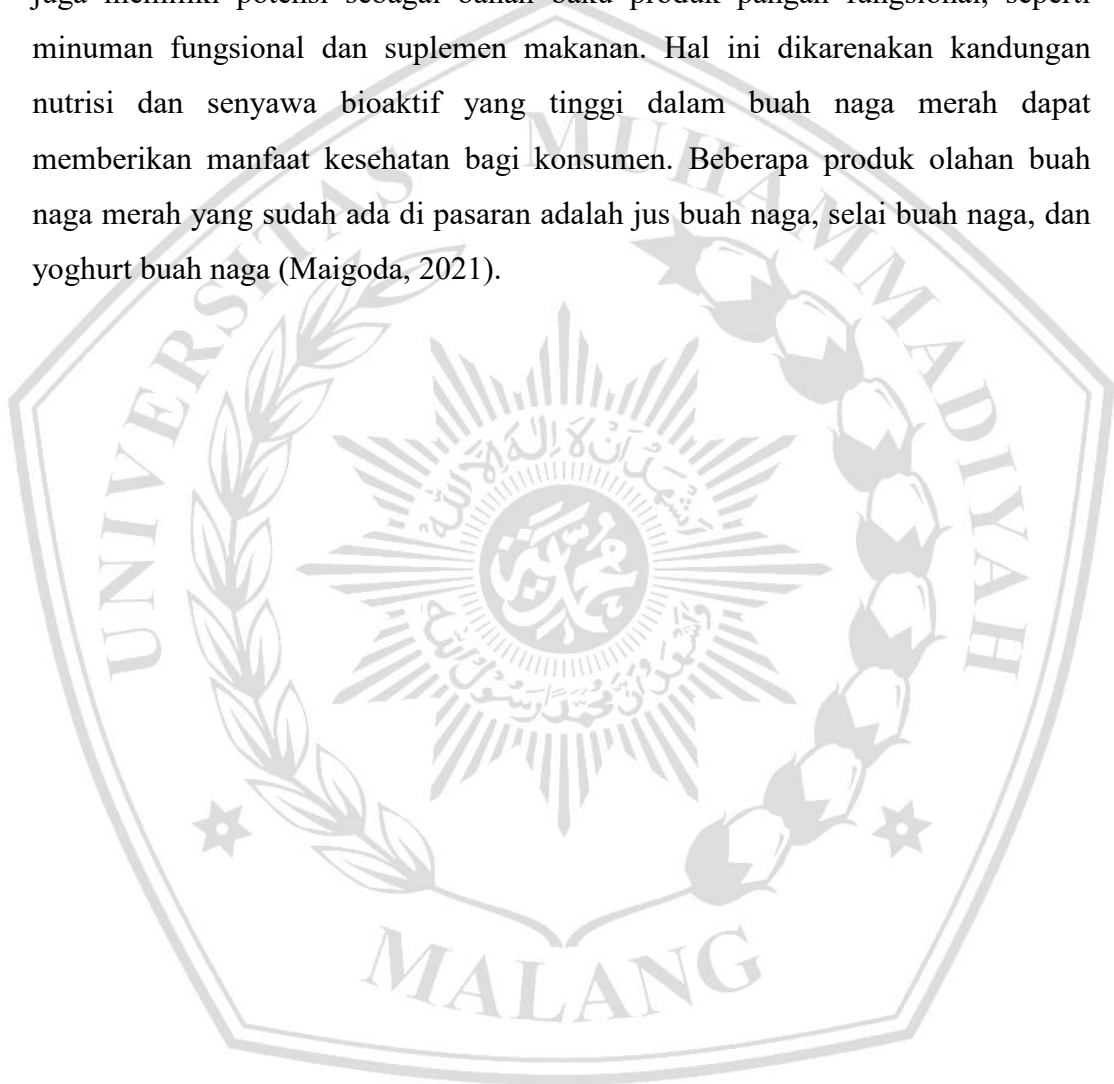 juga memiliki potensi sebagai bahan baku produk pangan fungsional, seperti
minuman fungsional dan suplemen makanan. Hal ini dikarenakan kandungan
nutrisi dan senyawa bioaktif yang tinggi dalam buah naga merah dapat
memberikan manfaat kesehatan bagi konsumen. Beberapa produk olahan buah
naga merah yang sudah ada di pasaran adalah jus buah naga, selai buah naga, dan
yoghurt buah naga (Maigoda, 2021).
UNIVERSITAS MUHAMMADIYAH
MALANG